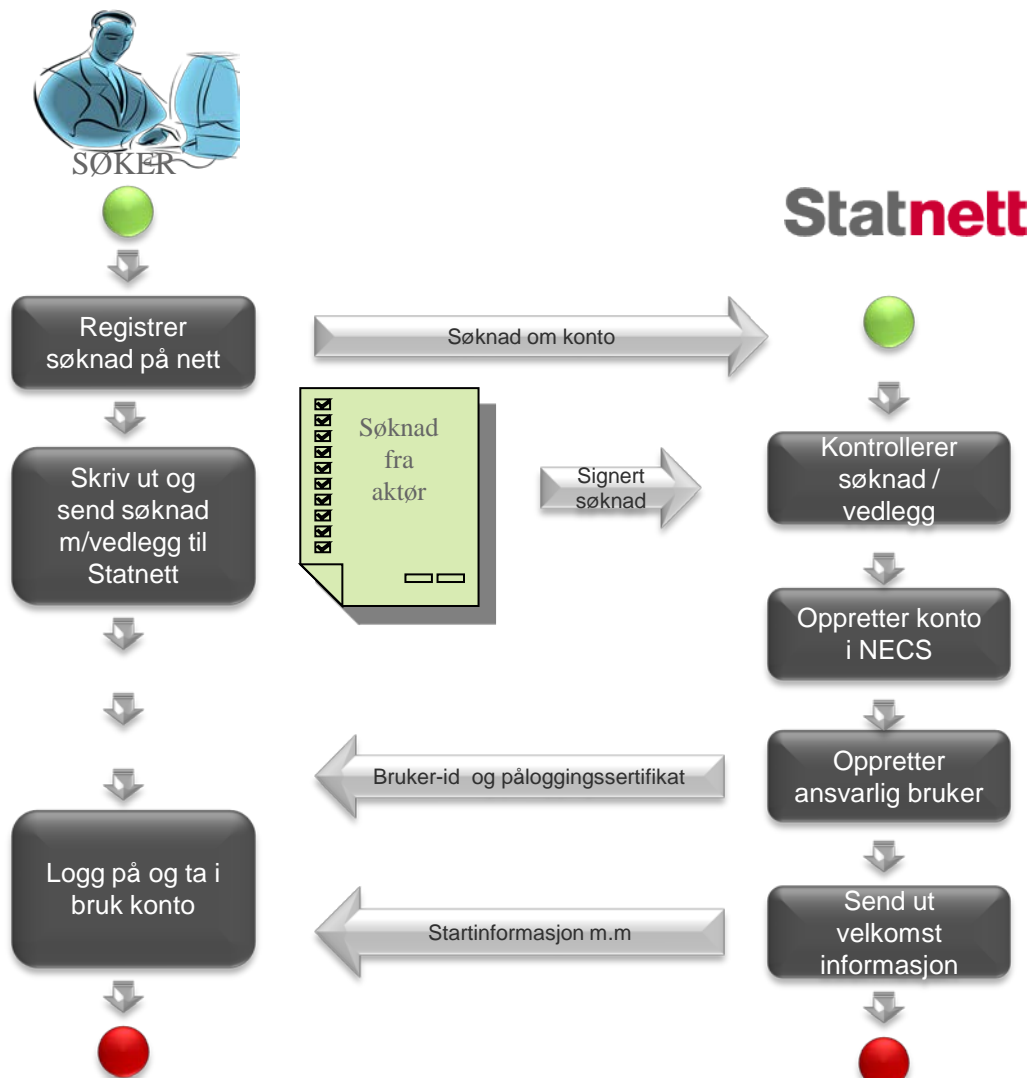 SØKER
Statnett
Registrer
søknad på nett
Søknad om konto
Skriv ut og
send søknad
m/vedlegg til
Statnett
Søknad
fra
aktør
Signert
søknad
Kontrollerer
søknad /
vedlegg
Oppretter konto
i NECS
Bruker-id og påloggingssertifikat
Oppretter
ansvarlig bruker
Logg på og ta i
bruk konto
Startinformasjon m.m
Send ut
velkomst
informasjon